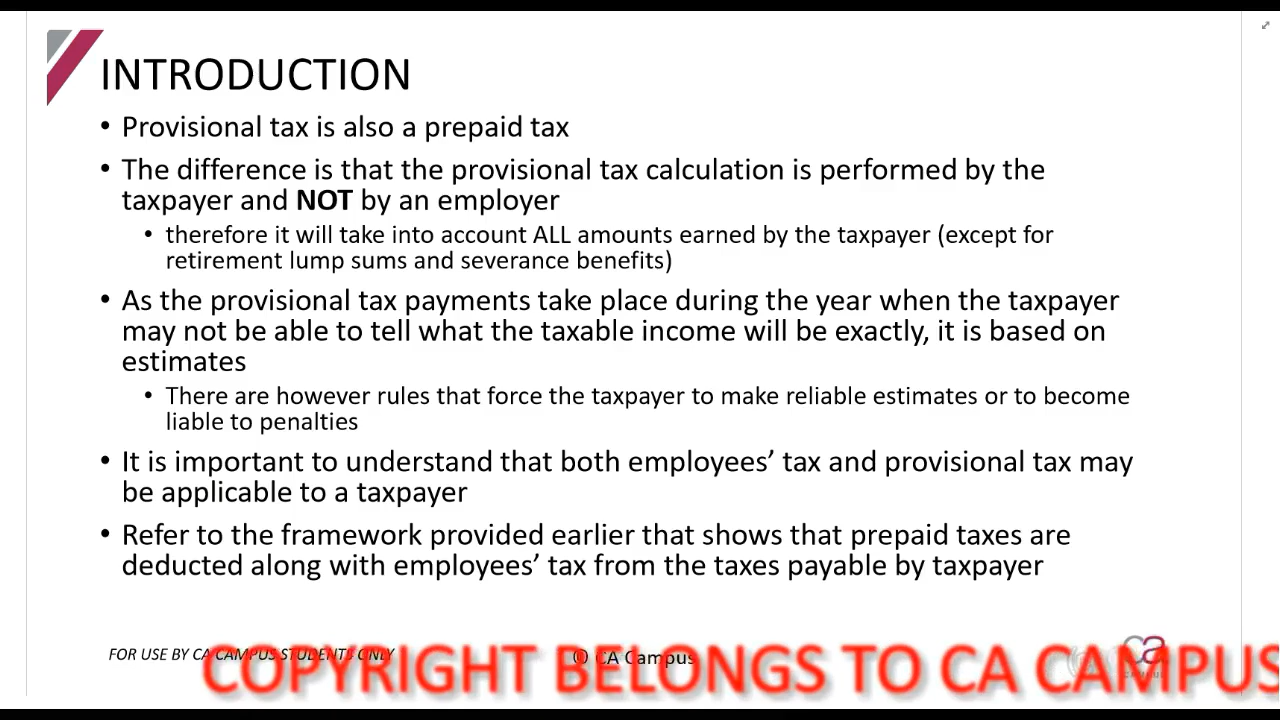 INTRODUCTION
• Provisional tax is also a prepaid tax
• The difference is that the provisional tax calculation is performed by the
taxpayer and NOT by an employer
• therefore it will take into account ALL amounts earned by the taxpayer (except for
retirement lump sums and severance benefits)
• As the provisional tax payments take place during the year when the taxpayer
may not be able to tell what the taxable income will be exactly, it is based on
estimates
• There are however rules that force the taxpayer to make reliable estimates or to become
liable to penalties
• It is important to understand that both employees’ tax and provisional tax may
be applicable to a taxpayer
• Refer to the framework provided earlier that shows that prepaid taxes are
deducted along with employees’ tax from the taxes payable by taxpayer
FOR USE BY CA CAMPUS STUDENTS ONLY
© CA Campus
ca
CAMPUS
COPYRIGHT BELONGS TO CA CAMPUS